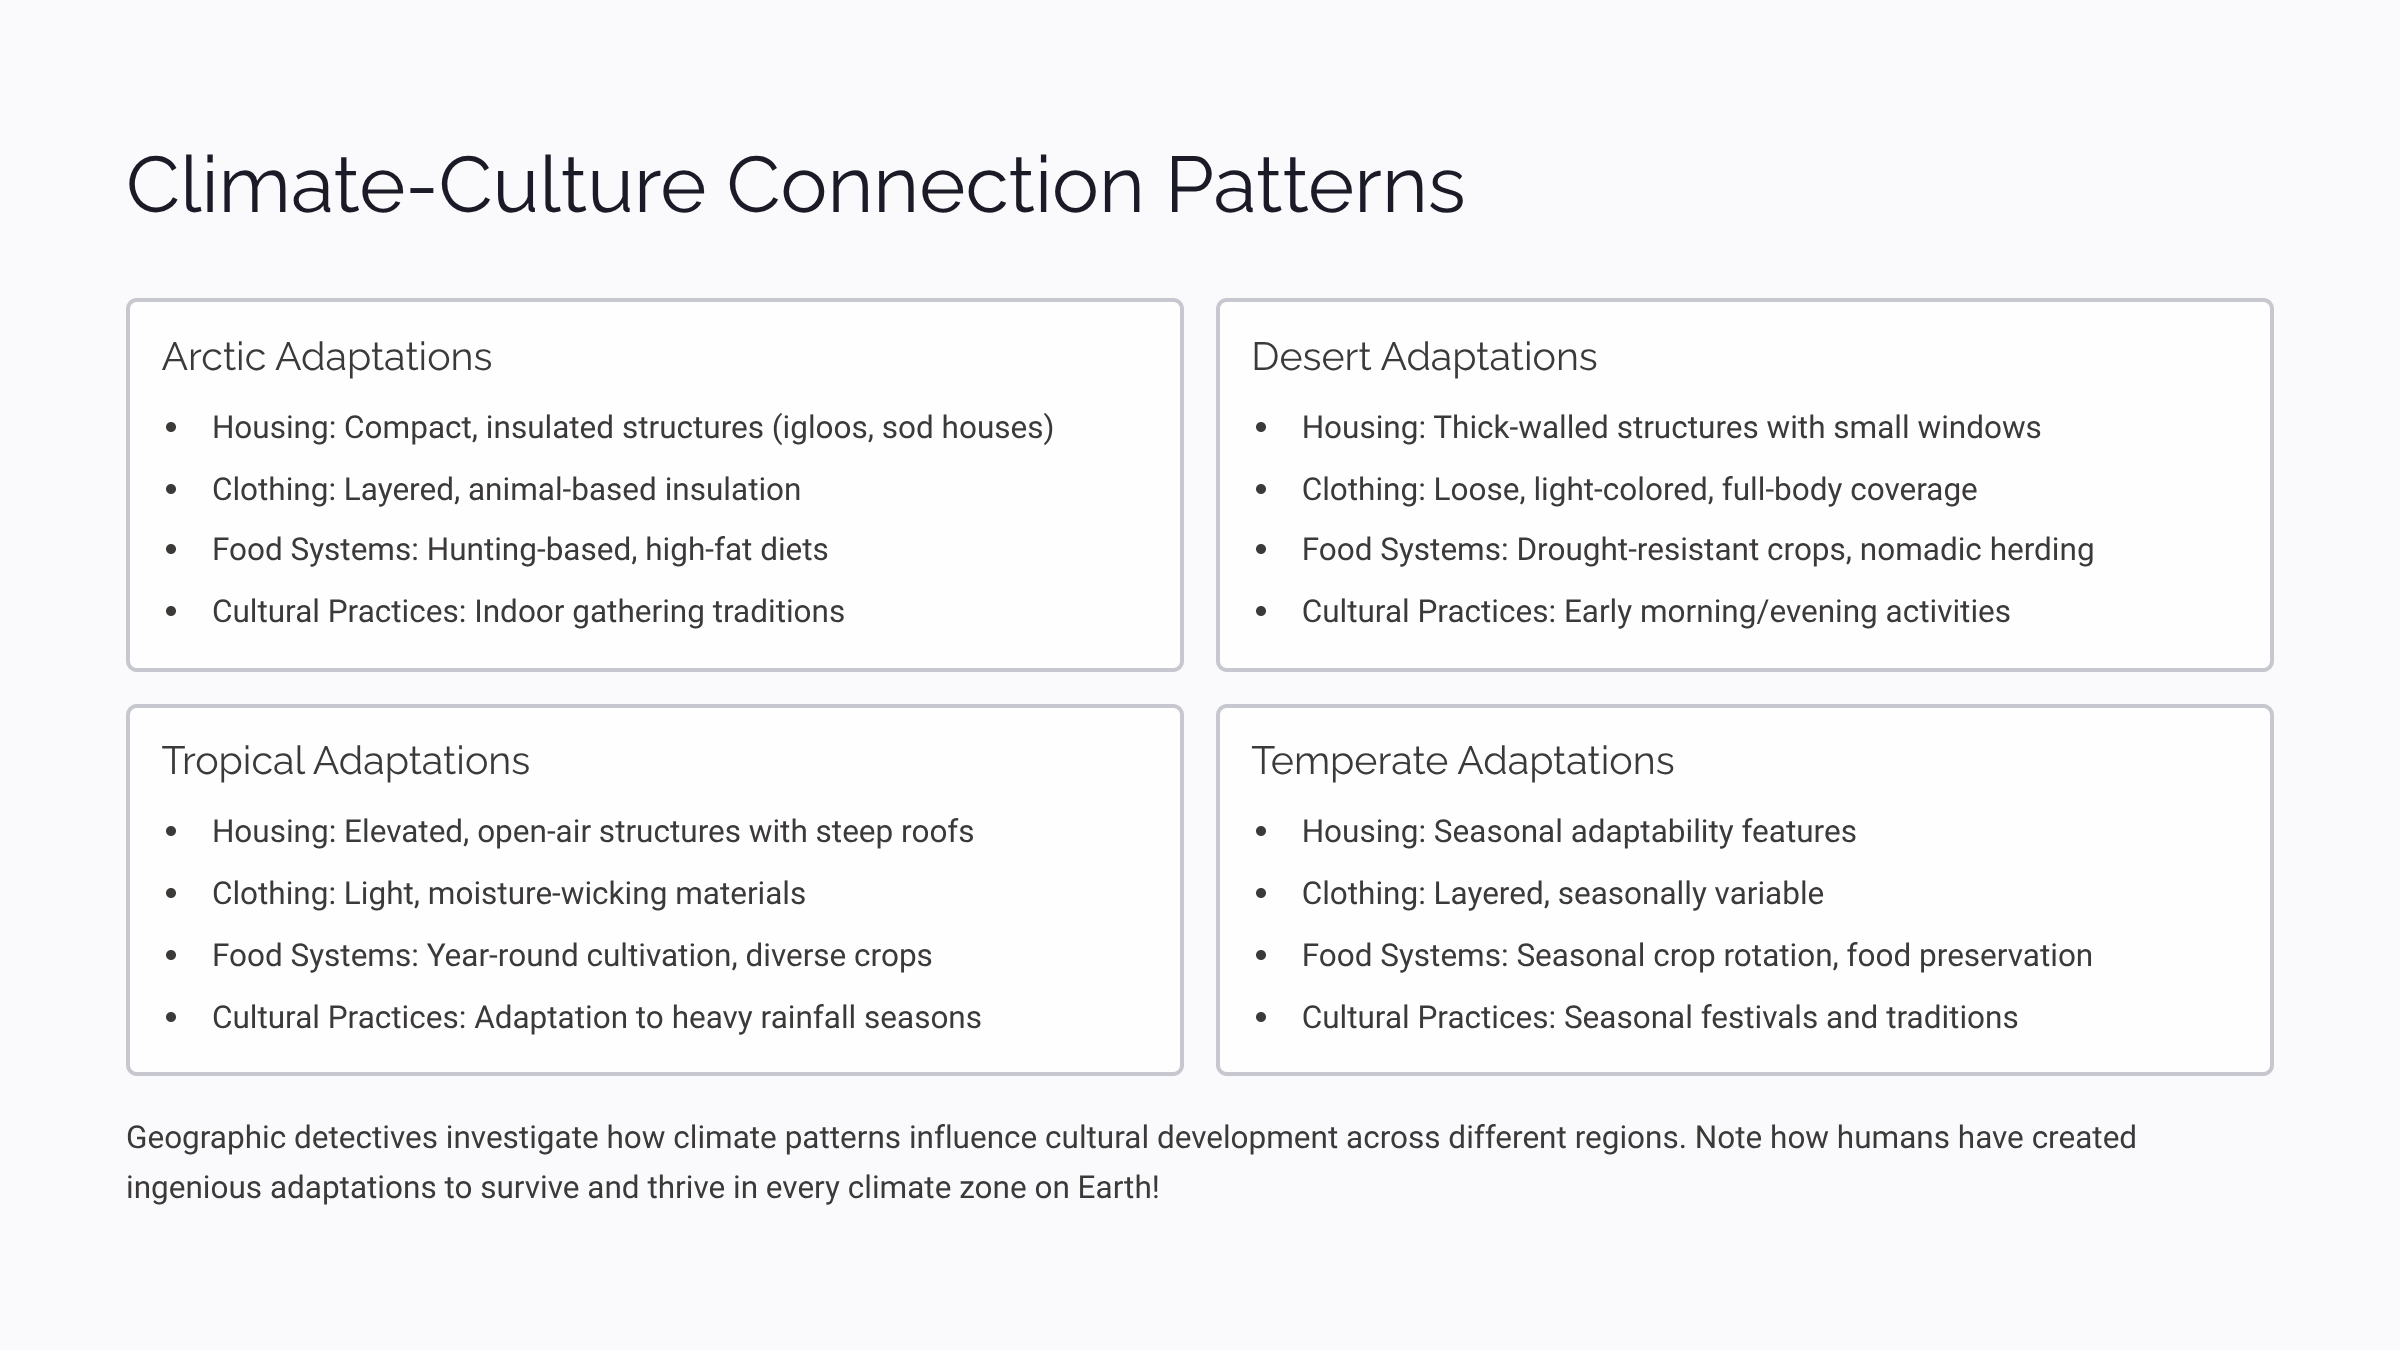 Climate-Culture Connection Patterns
Arctic Adaptations
• Housing: Compact, insulated structures (igloos, sod houses)
• Clothing: Layered, animal-based insulation
• Food Systems: Hunting-based, high-fat diets
• Cultural Practices: Indoor gathering traditions
Desert Adaptations
• Housing: Thick-walled structures with small windows
• Clothing: Loose, light-colored, full-body coverage
• Food Systems: Drought-resistant crops, nomadic herding
• Cultural Practices: Early morning/evening activities
Tropical Adaptations
• Housing: Elevated, open-air structures with steep roofs
• Clothing: Light, moisture-wicking materials
• Food Systems: Year-round cultivation, diverse crops
• Cultural Practices: Adaptation to heavy rainfall seasons
Temperate Adaptations
• Housing: Seasonal adaptability features
• Clothing: Layered, seasonally variable
• Food Systems: Seasonal crop rotation, food preservation
• Cultural Practices: Seasonal festivals and traditions
Geographic detectives investigate how climate patterns influence cultural development across different regions. Note how humans have created
ingenious adaptations to survive and thrive in every climate zone on Earth!